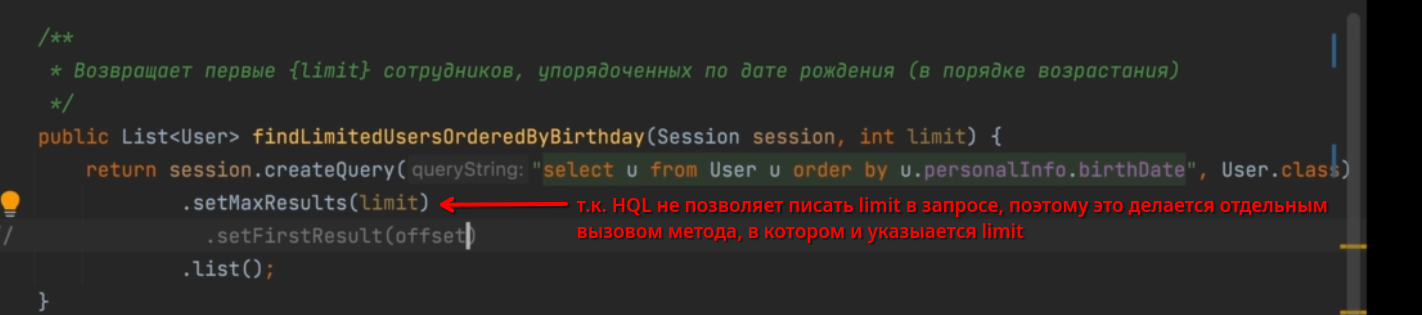 /**
* Возвращает первые {limit} сотрудников, упорядоченных по дате рождения (в порядке возрастания)
*/
public List<User> findLimitedUsersOrderedByBirthday(Session session, int limit) {
return session.createQuery( queryString: "select u from User u order by u.personalInfo.birthDate", User.class)
.setMaxResults(limit)
т.к. HQL не позволяет писать limit в запросе, поэтому это делается отдельным
вызовом метода, в котором и указыается limit
// .setFirstResult(offset)
.list();
}